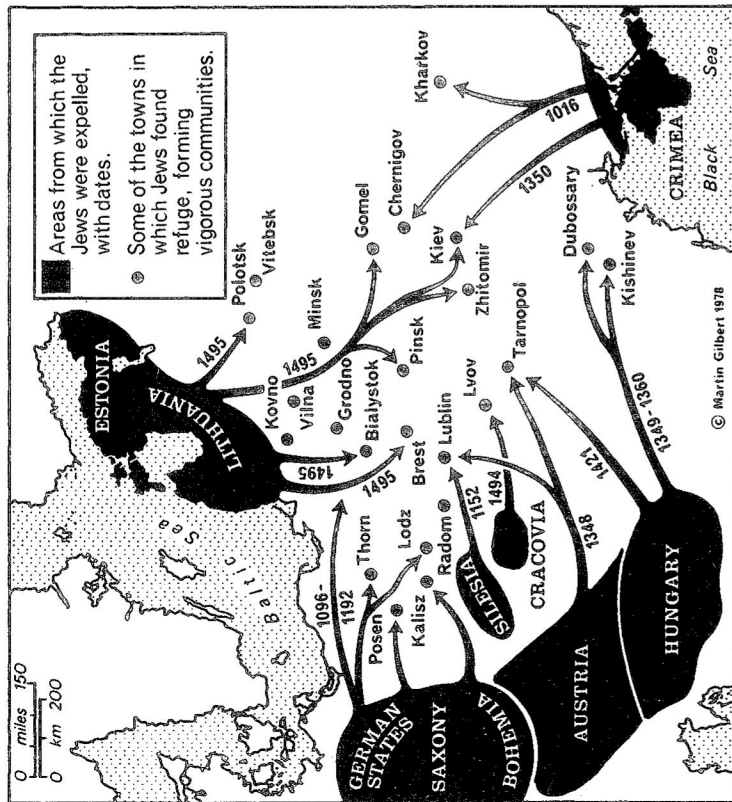 Areas from which the
Jews were expelled,
with dates.
Some of the towns in
which Jews found
refuge, forming
vigorous communities.
0 miles 150
0 km 200
Baltic Sea
ESTONIA
LITHUANIA
1495
Polotsk
Vitebsk
1495
Minsk
Kovno
Vilna
Grodno
Bialystok
1495
1495
Brest
Pinsk
Gomel
Chernigov
Kharkov
Kiev
Zhitomir
1016
1350
CRIMEA
Black Sea
Dubossary
Kishinev
1349-1360
Tarnopol
1421
Lvov
1494
CRACOVIA
Lublin
1152
SILESIA
1348
Radom
Lodz
Kalisz
Posen
Thorn
1096-
1192
GERMAN
STATES
SAXONY
BOHEMIA
AUSTRIA
HUNGARY
© Martin Gilbert 1978